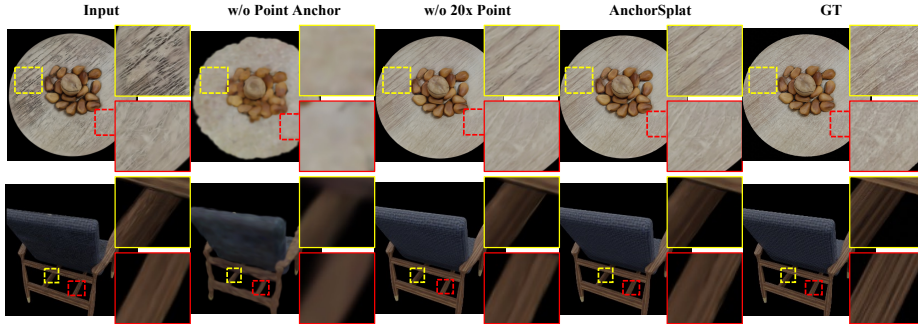 Input
w/o Point Anchor
w/o 20x Point
AnchorSplat
GT